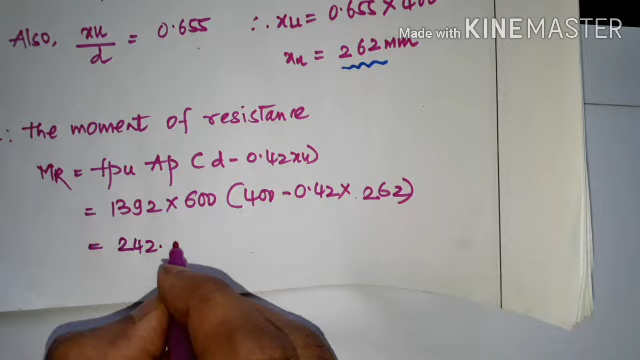 Made with KINEMASTER
Also, xu/d = 0.655 ∴ xu = 0.655 × 400
xu = 262 mm
∴ the moment of resistance
MR = fpu Ap (d - 0.42xu)
= 1392 × 600 (400 - 0.42 × 262)
= 242.